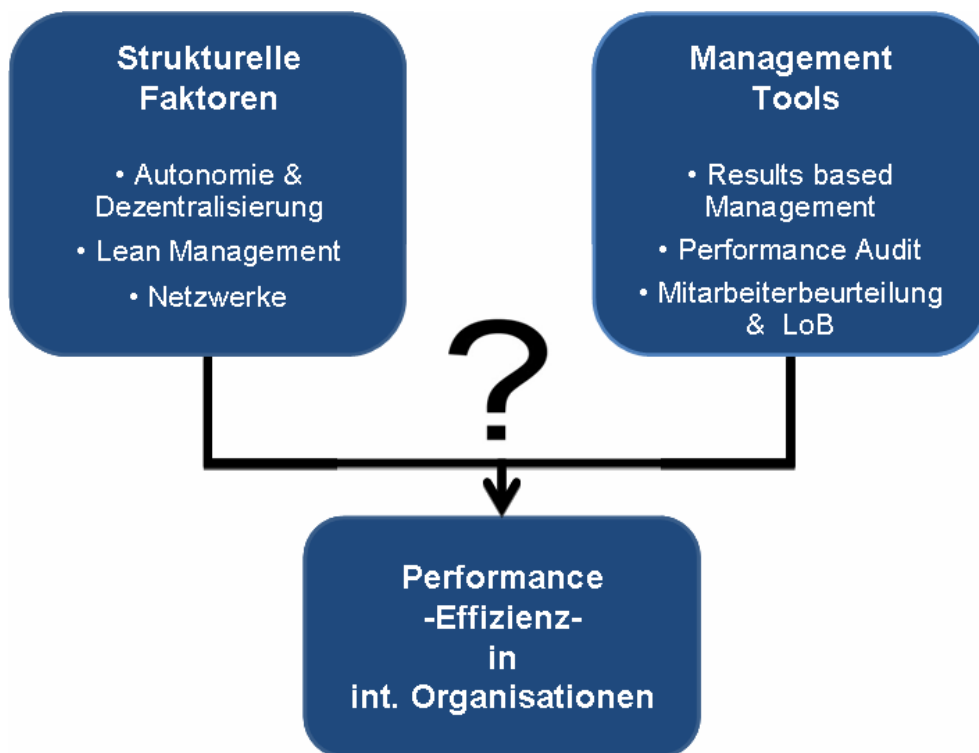 Strukturelle
Faktoren
• Autonomie &
Dezentralisierung
• Lean Management
• Netzwerke
Management
Tools
• Results based
Management
• Performance Audit
• Mitarbeiterbeurteilung
& LoB
?
Performance
-Effizienz-
in
int. Organisationen